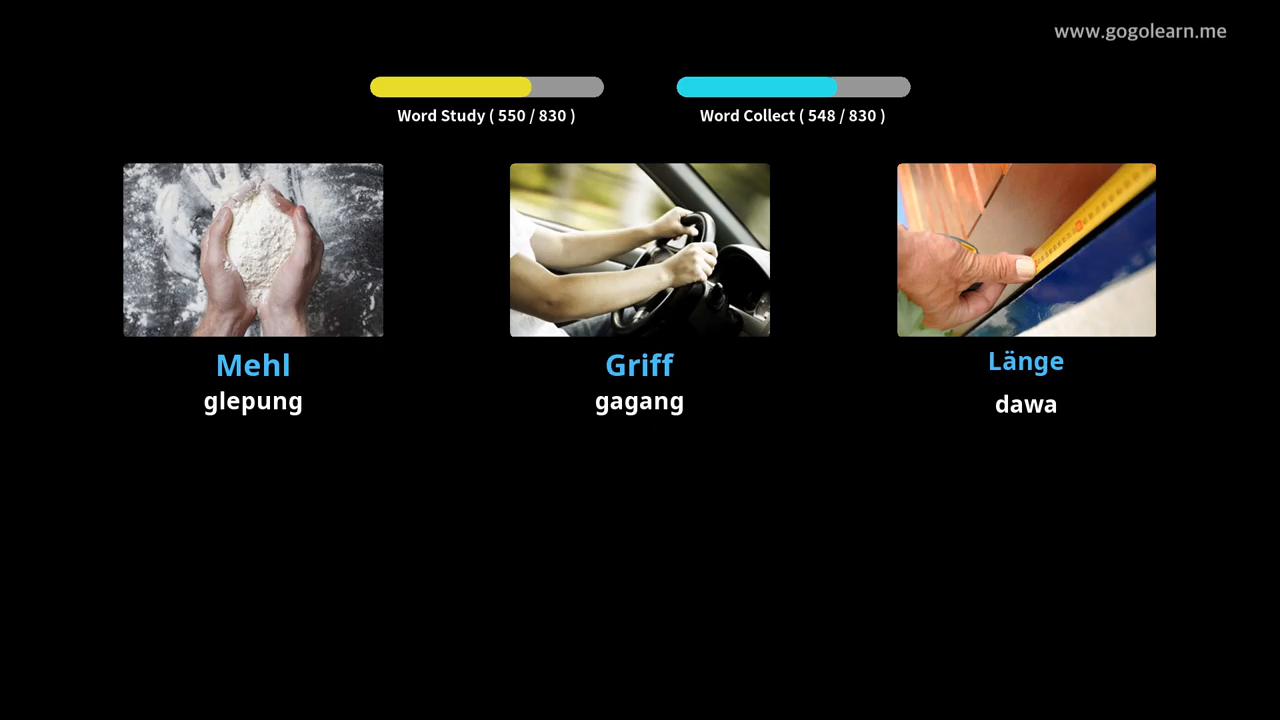 www.gogolearn.me
Word Study ( 550 / 830 )
Word Collect ( 548 / 830 )
Mehl
glepung
Griff
gagang
Länge
dawa